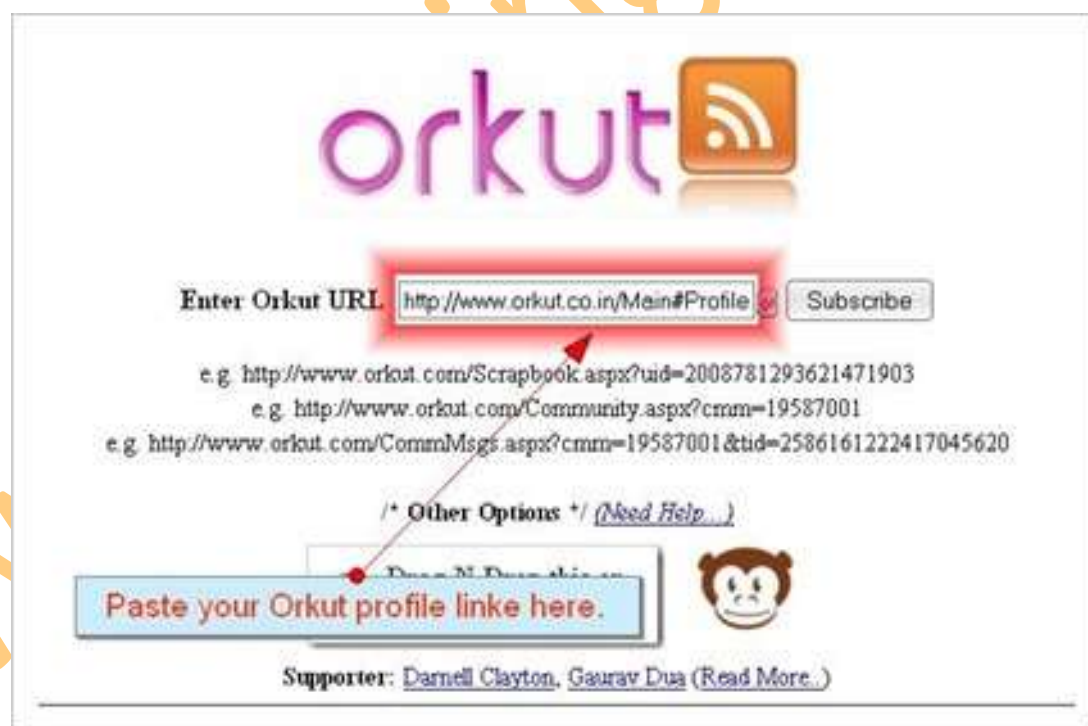 orkut
Enter Orkut URL http://www.orkut.co.in/Main#Profile Subscribe
e.g. http://www.orkut.com/Scrapbook.aspx?uid=2008781293621471903
e.g. http://www.orkut.com/Community.aspx?cmm=19587001
e.g. http://www.orkut.com/CommMsgs.aspx?cmm=19587001&tid=2586161222417045620
/* Other Options */ (Need Help...)
Paste your Orkut profile linke here.
Supporter: Darnell Clayton, Gaurav Dua (Read More..)